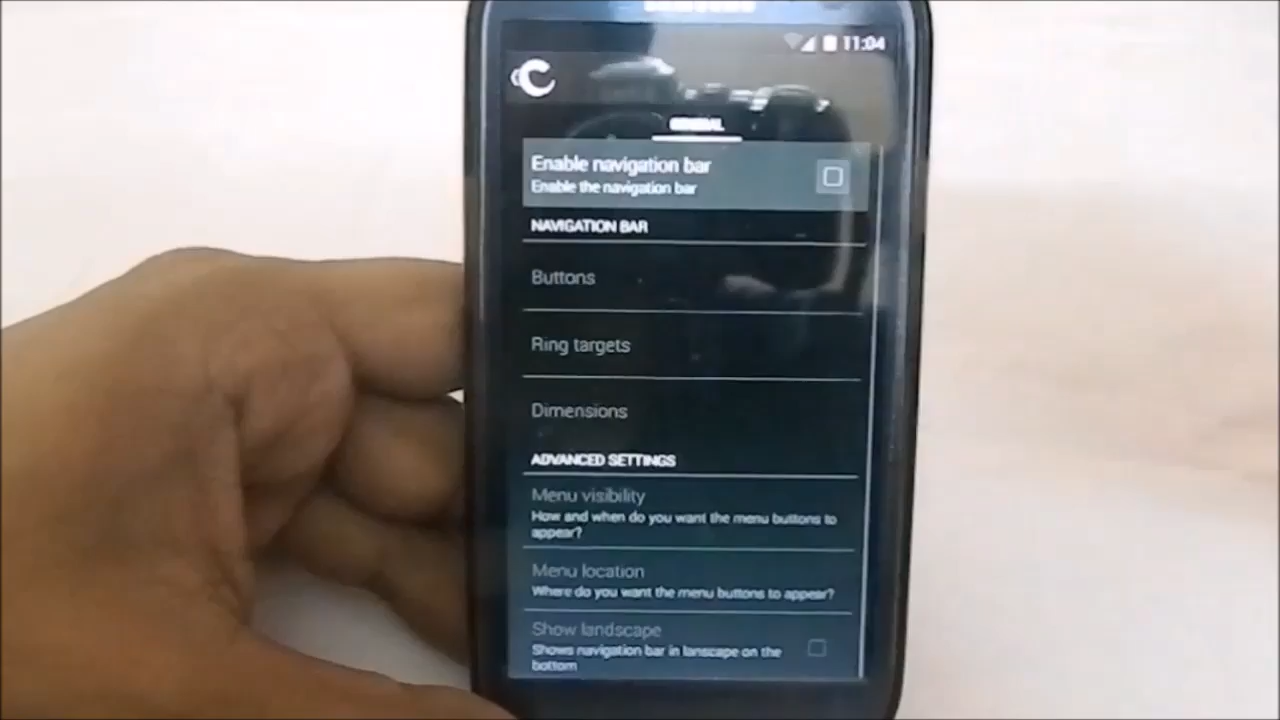 SAMSUNG
11:04
GENERAL
Enable navigation bar
Enable the navigation bar
NAVIGATION BAR
Buttons
Ring targets
Dimensions
ADVANCED SETTINGS
Menu visibility
How and when do you want the menu buttons to
appear?
Menu location
Where do you want the menu buttons to appear?
Show landscape
Shows navigation bar in lanscape on the
bottom